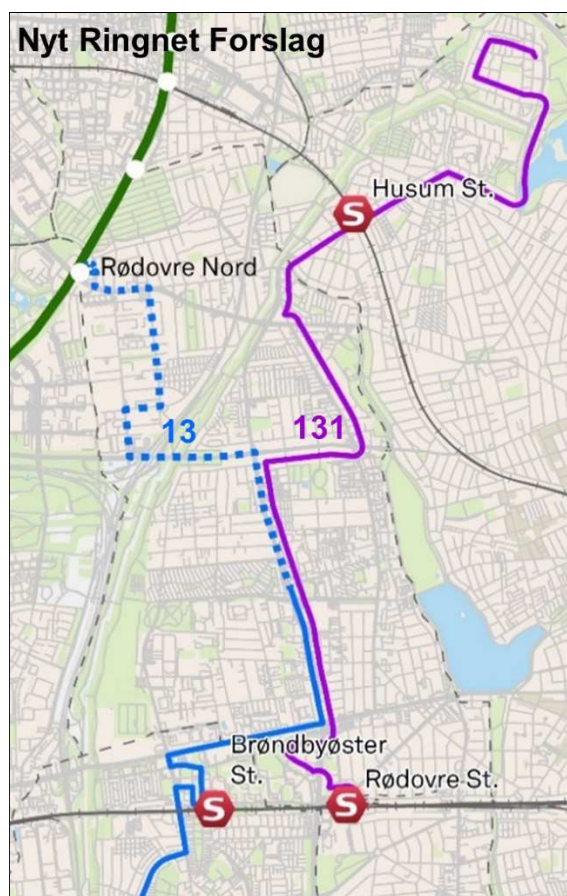 Nyt Ringnet Forslag
Husum St.
Rødovre Nord
13
131
Brøndbyøster
St.
Rødovre St.
S
S
S